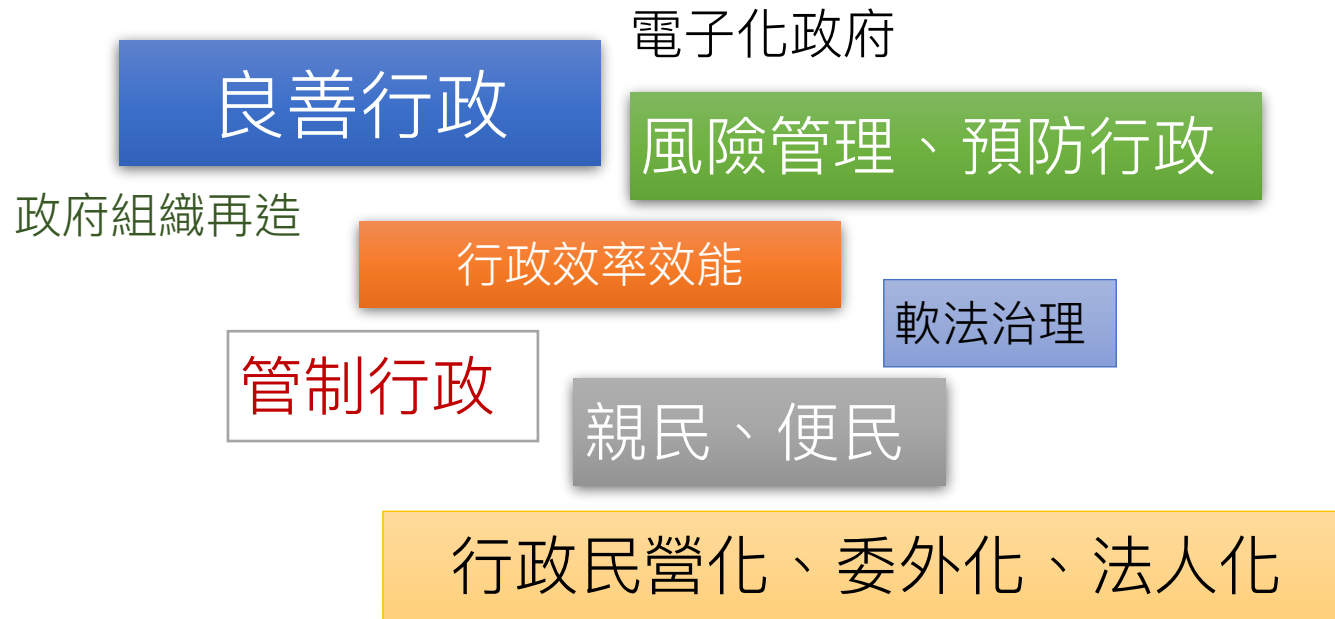 電子化政府
良善行政
風險管理、預防行政
政府組織再造
行政效率效能
軟法治理
管制行政
親民、便民
行政民營化、委外化、法人化